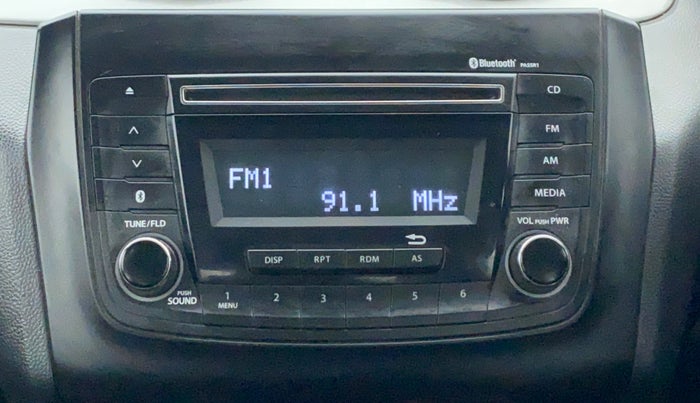 Bluetooth® PA25R1
CD
FM
AM
MEDIA
FM1
91.1 MHz
TUNE/FLD
VOL PUSH PWR
DISP RPT RDM AS
PUSH
SOUND
1 2 3 4 5 6
MENU